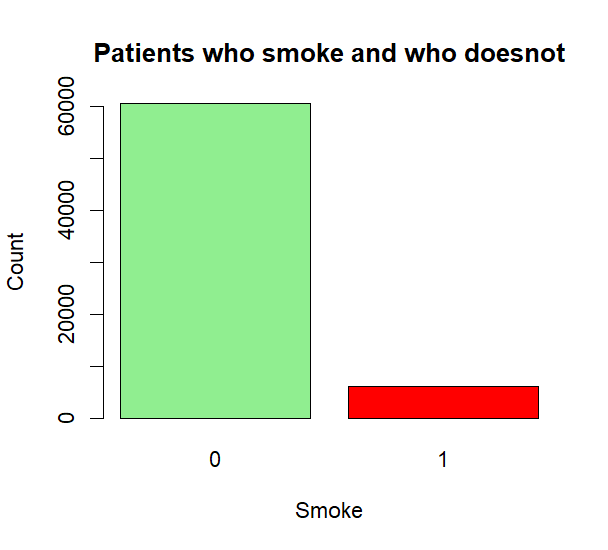 Patients who smoke and who doesnot
60000
40000
20000
0
Count
0 1
Smoke